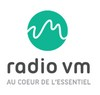 radio vm
AU COEUR DE L'ESSENTIEL